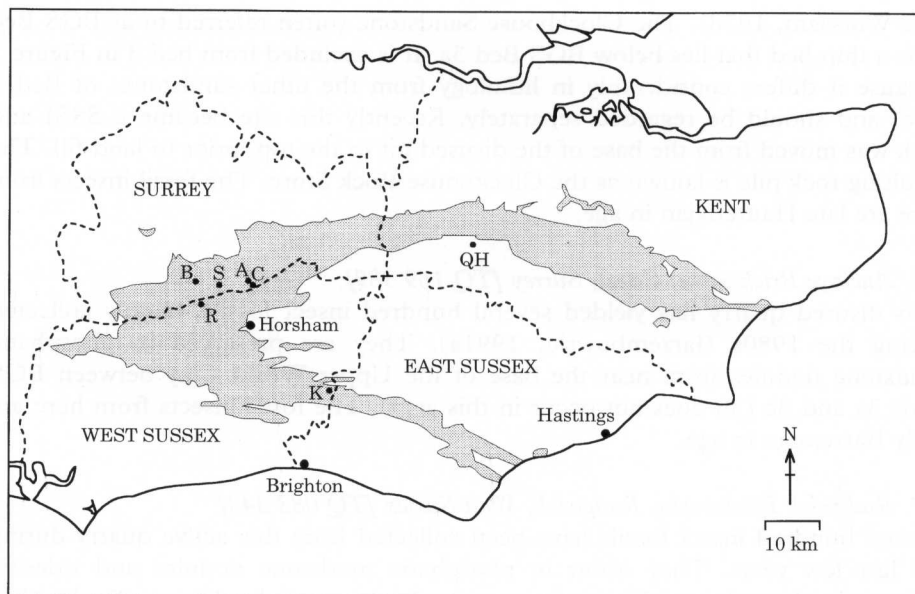 SURREY
KENT
B S A C
QH
R
Horsham
EAST SUSSEX
K
Hastings
WEST SUSSEX
N
Brighton
10 km